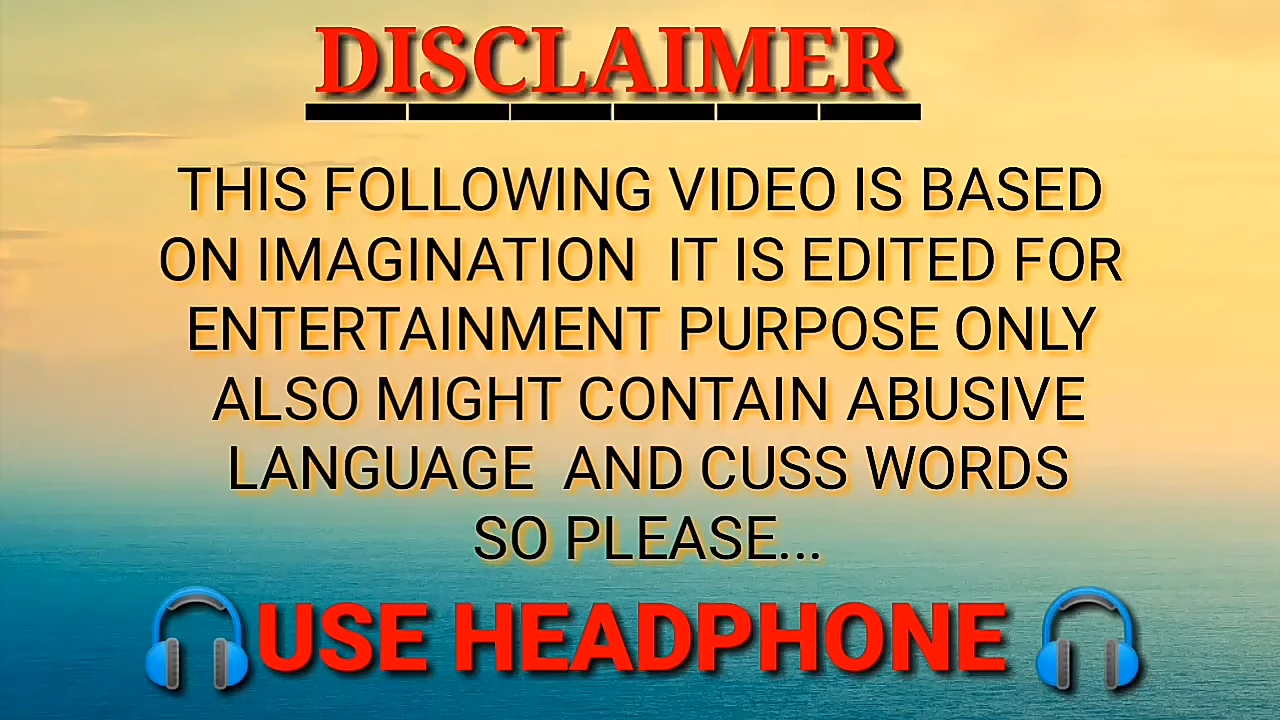 DISCLAIMER
THIS FOLLOWING VIDEO IS BASED
ON IMAGINATION IT IS EDITED FOR
ENTERTAINMENT PURPOSE ONLY
ALSO MIGHT CONTAIN ABUSIVE
LANGUAGE AND CUSS WORDS
SO PLEASE...
USE HEADPHONE